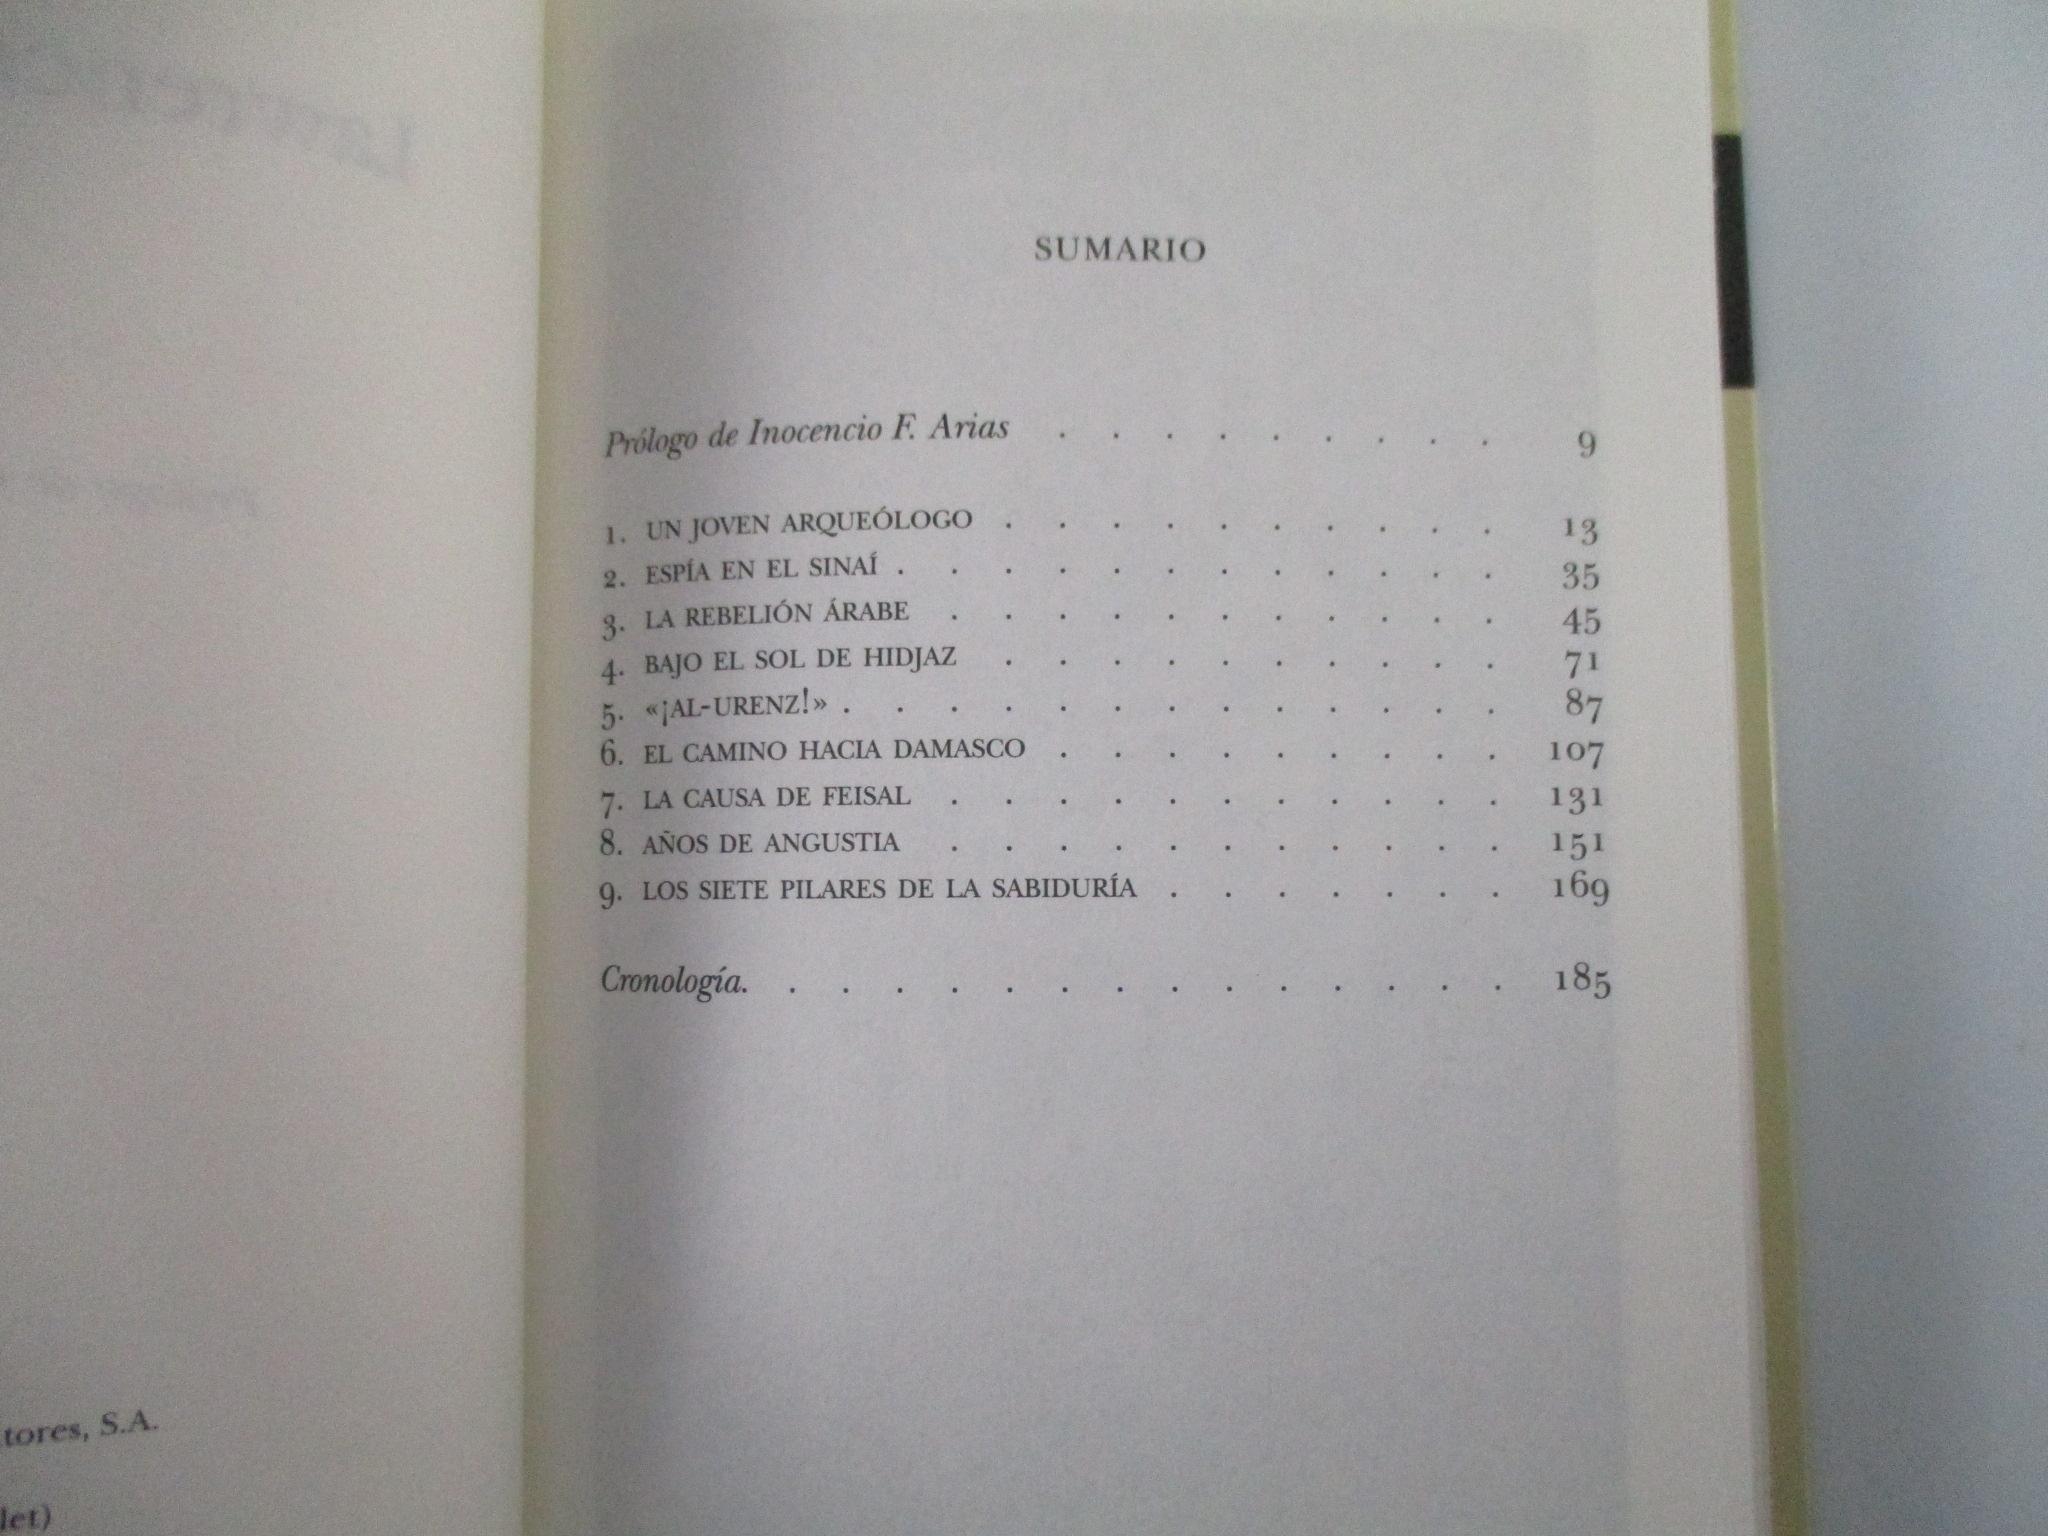 SUMARIO
Prólogo de Inocencio F. Arias . . . . . . . . . 9
1. UN JOVEN ARQUEÓLOGO . . . . . . . . . . 13
2. ESPÍA EN EL SINAÍ . . . . . . . . . . . . 35
3. LA REBELIÓN ÁRABE . . . . . . . . . . . 45
4. BAJO EL SOL DE HIDJAZ . . . . . . . . . . 71
5. «¡AL-URENZ!» . . . . . . . . . . . . . 87
6. EL CAMINO HACIA DAMASCO . . . . . . . . . 107
7. LA CAUSA DE FEISAL . . . . . . . . . . . 131
8. AÑOS DE ANGUSTIA . . . . . . . . . . . 151
9. LOS SIETE PILARES DE LA SABIDURÍA . . . . . . . 169
Cronología. . . . . . . . . . . . . . . 185
tores, S.A.
let)